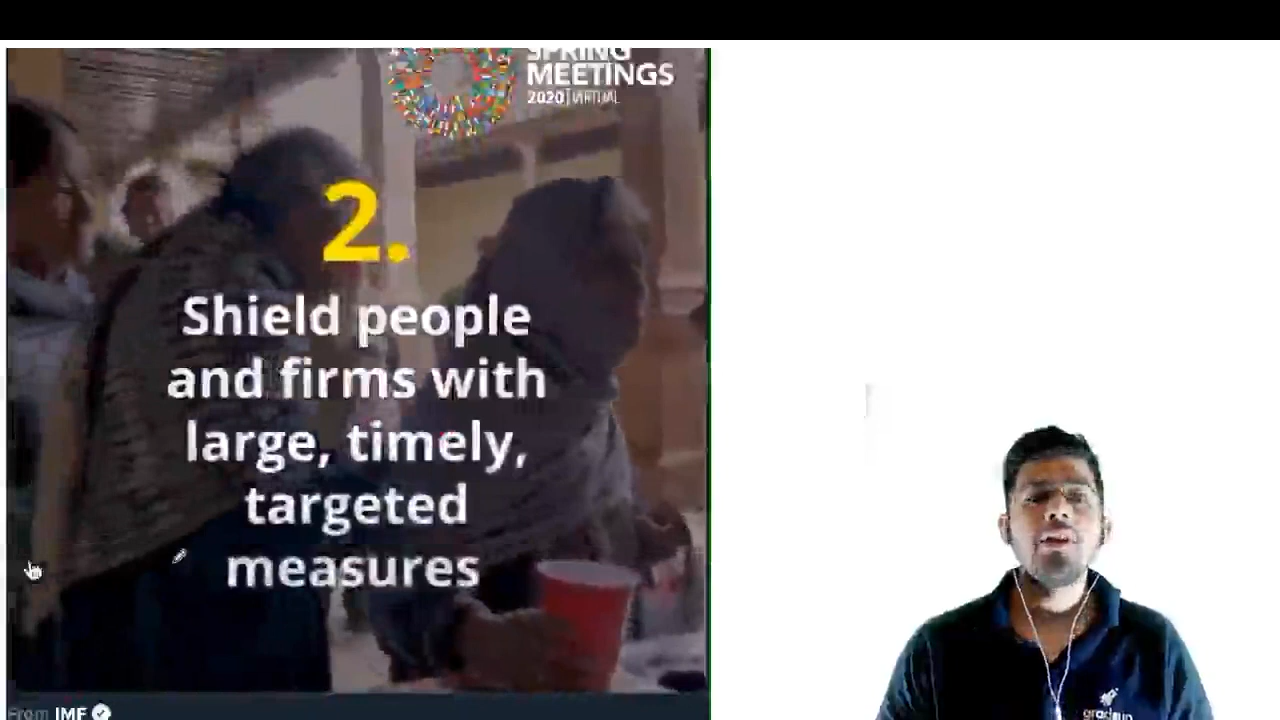 SPRING
MEETINGS
2020 | VIRTUAL
2.
Shield people
and firms with
large, timely,
targeted
measures
From IMF